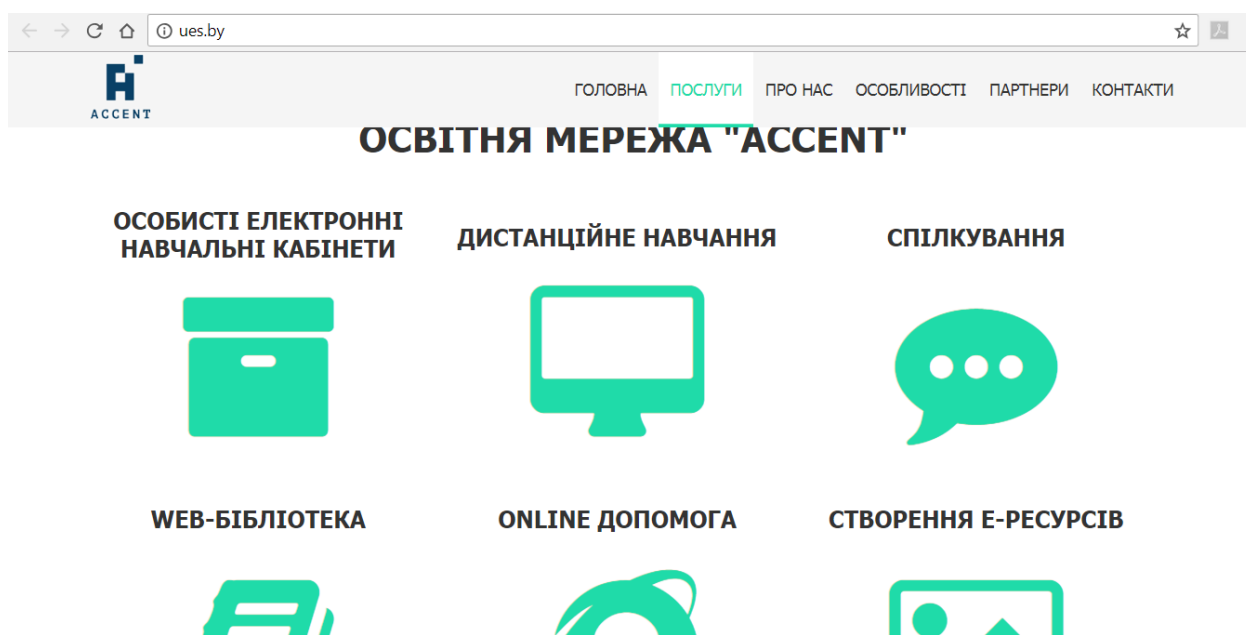 ues.by
ACCENT
ГОЛОВНА ПОСЛУГИ ПРО НАС ОСОБЛИВОСТІ ПАРТНЕРИ КОНТАКТИ
ОСВІТНЯ МЕРЕЖА "ACCENT"
ОСОБИСТІ ЕЛЕКТРОННІ
НАВЧАЛЬНІ КАБІНЕТИ
ДИСТАНЦІЙНЕ НАВЧАННЯ
СПІЛКУВАННЯ
WEB-БІБЛІОТЕКА
ONLINE ДОПОМОГА
СТВОРЕННЯ Е-РЕСУРСІВ